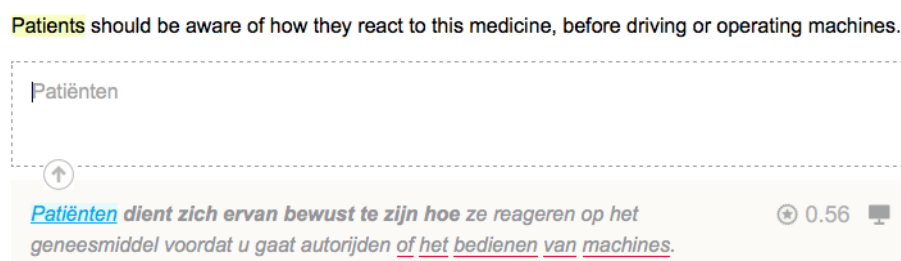 Patients should be aware of how they react to this medicine, before driving or operating machines.
Patiënten
Patiënten dient zich ervan bewust te zijn hoe ze reageren op het
0.56
geneesmiddel voordat u gaat autorijden of het bedienen van machines.